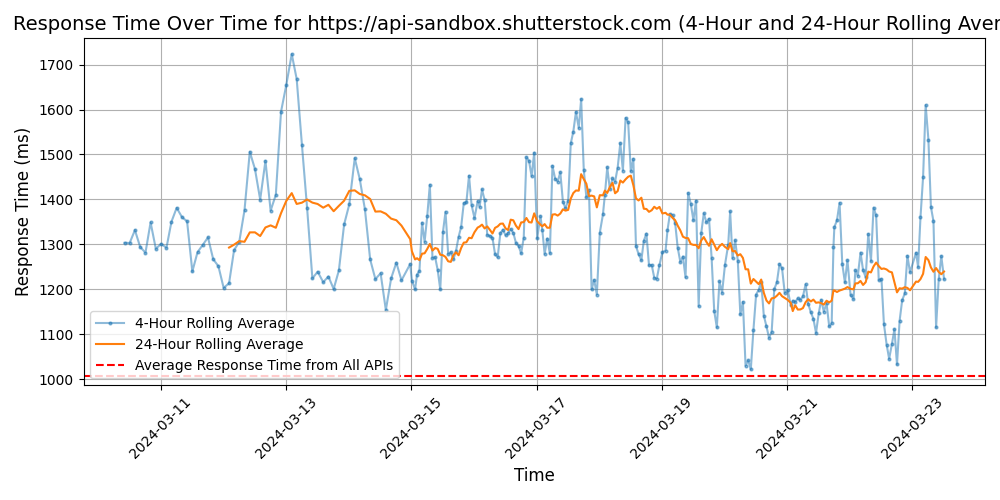 Response Time Over Time for https://api-sandbox.shutterstock.com (4-Hour and 24-Hour Rolling Aver
1700
1600
1500
1400
1300
1200
1100
1000
Response Time (ms)
4-Hour Rolling Average
24-Hour Rolling Average
Average Response Time from All APIs
2024-03-11
2024-03-13
2024-03-15
2024-03-17
2024-03-19
2024-03-21
2024-03-23
Time